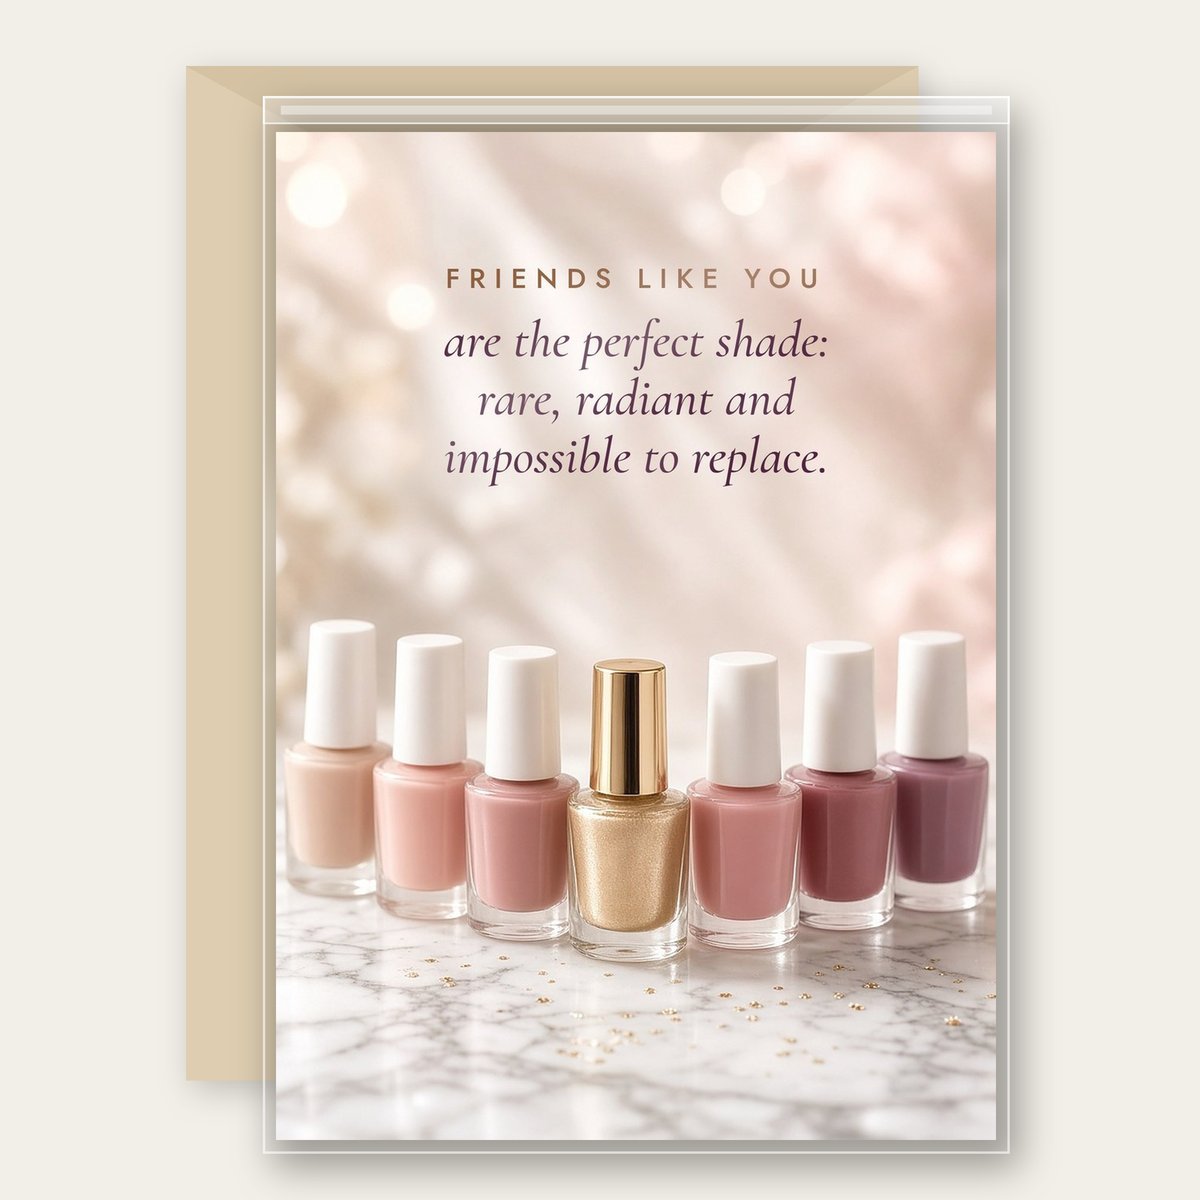 FRIENDS LIKE YOU
are the perfect shade:
rare, radiant and
impossible to replace.